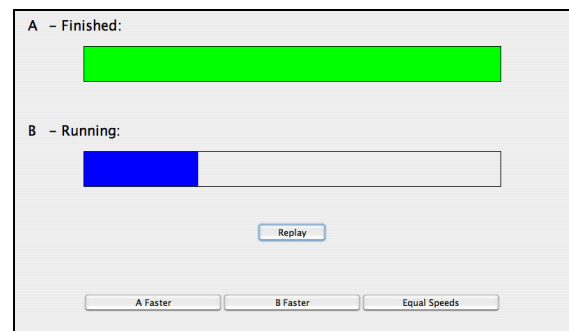 A – Finished:
B – Running:
Replay
A Faster B Faster Equal Speeds